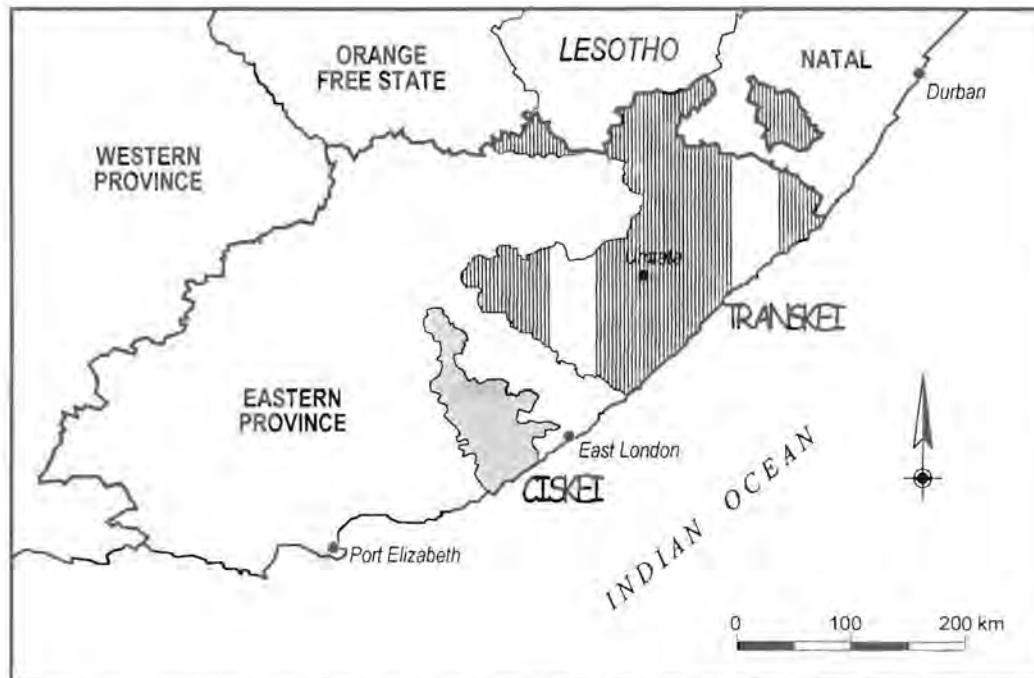 ORANGE
FREE STATE
LESOTHO
NATAL
Durban
WESTERN
PROVINCE
Umtata
TRANSKEI
EASTERN
PROVINCE
East London
CISKEI
Port Elizabeth
INDIAN OCEAN
0 100 200 km